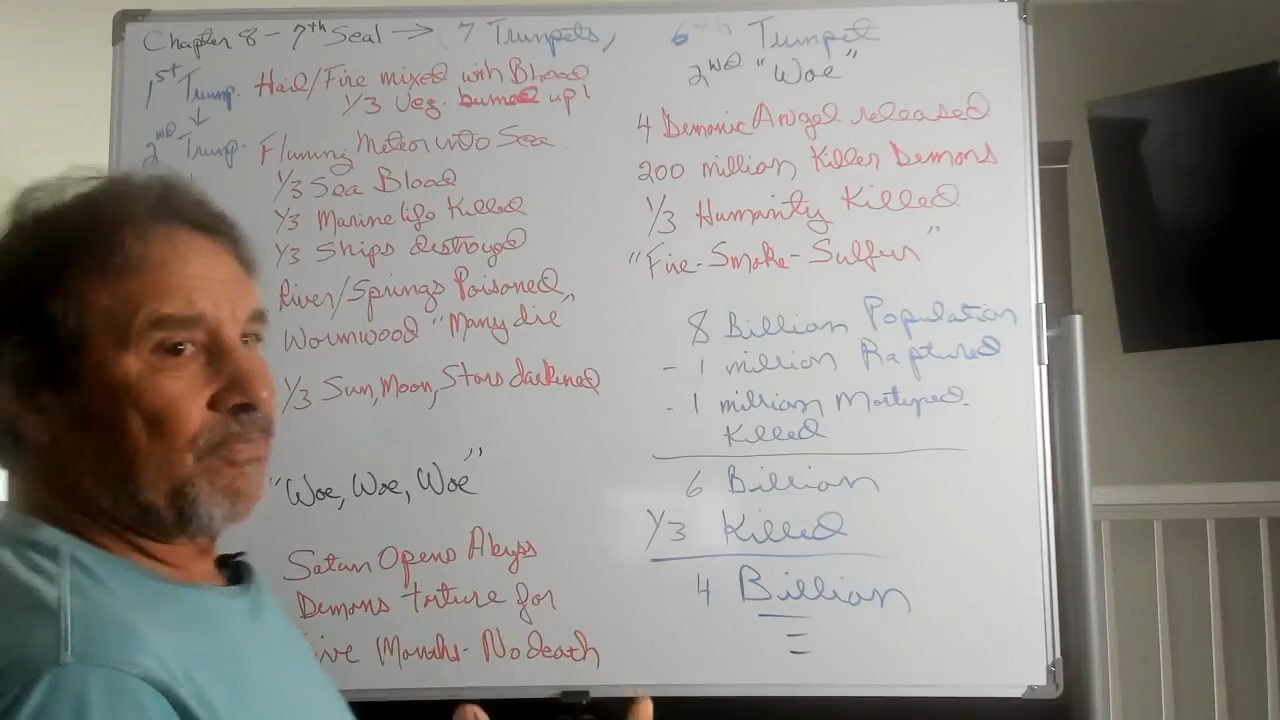 Chapter 8 - 7th Seal → 7 Trumpets,
1st Trump. Hail/Fire mixed with Blood
1/3 Veg. burned up!
2nd Trump. Flaming Meteor into Sea
1/3 Sea Blood
1/3 Marine life Killed
1/3 Ships destroyed
River/Springs Poisoned
Wormwood "Many die"
1/3 Sun, Moon, Stars darkened
"Woe, Woe, Woe"
Satan Opens Abyss
Demons torture for
Five Months - No death
6th Trumpet
2nd "Woe"
4 Demonic Angel released
200 million Killer Demons
1/3 Humanity Killed
"Fire-Smoke-Sulfur"
8 Billion Population
- 1 million Raptured
- 1 million Martyred
Killed
6 Billion
1/3 Killed
4 Billion